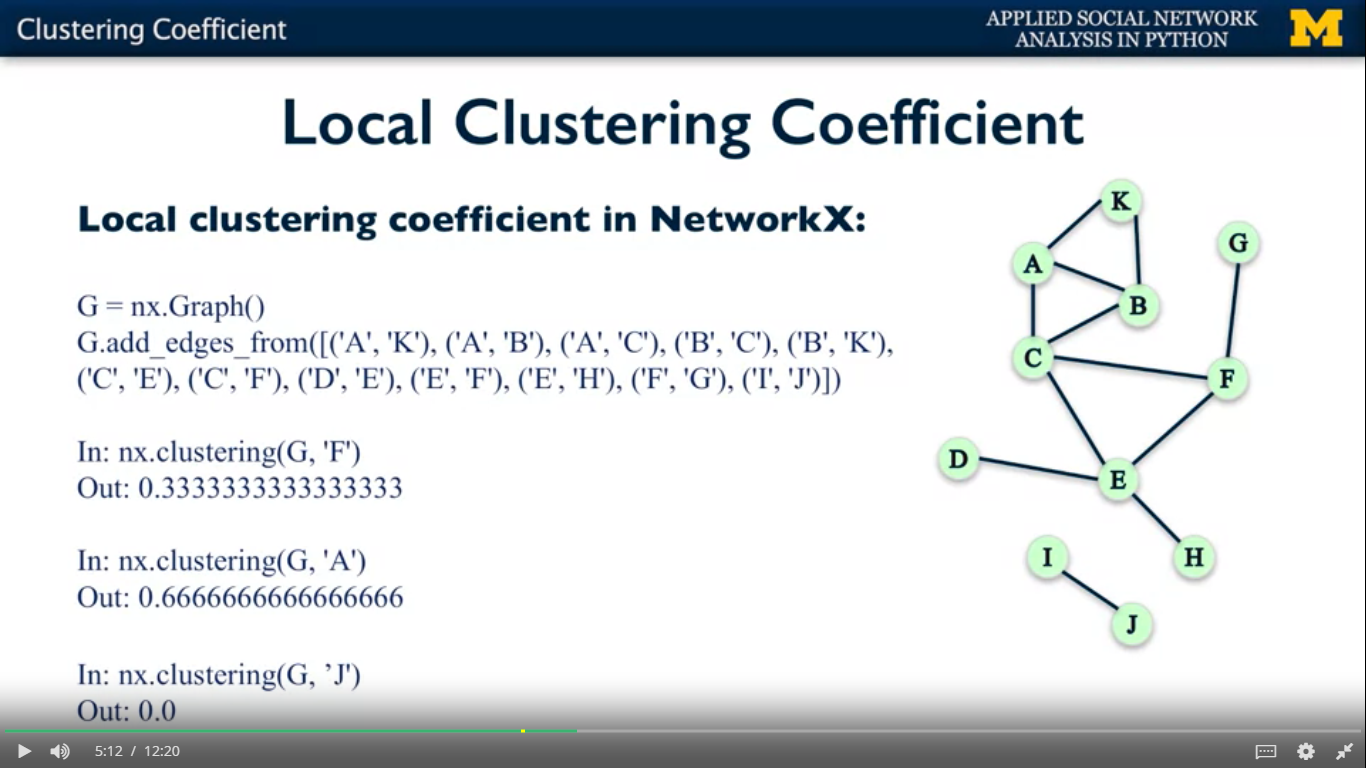 Clustering Coefficient
APPLIED SOCIAL NETWORK
ANALYSIS IN PYTHON
M
Local Clustering Coefficient
Local clustering coefficient in NetworkX:
G = nx.Graph()
G.add_edges_from([('A', 'K'), ('A', 'B'), ('A', 'C'), ('B', 'C'), ('B', 'K'),
('C', 'E'), ('C', 'F'), ('D', 'E'), ('E', 'F'), ('E', 'H'), ('F', 'G'), ('I', 'J')])
In: nx.clustering(G, 'F')
Out: 0.3333333333333333
In: nx.clustering(G, 'A')
Out: 0.6666666666666666
In: nx.clustering(G, ’J')
Out: 0.0
K
G
A
B
C
F
D
E
I
H
J
5:12 / 12:20